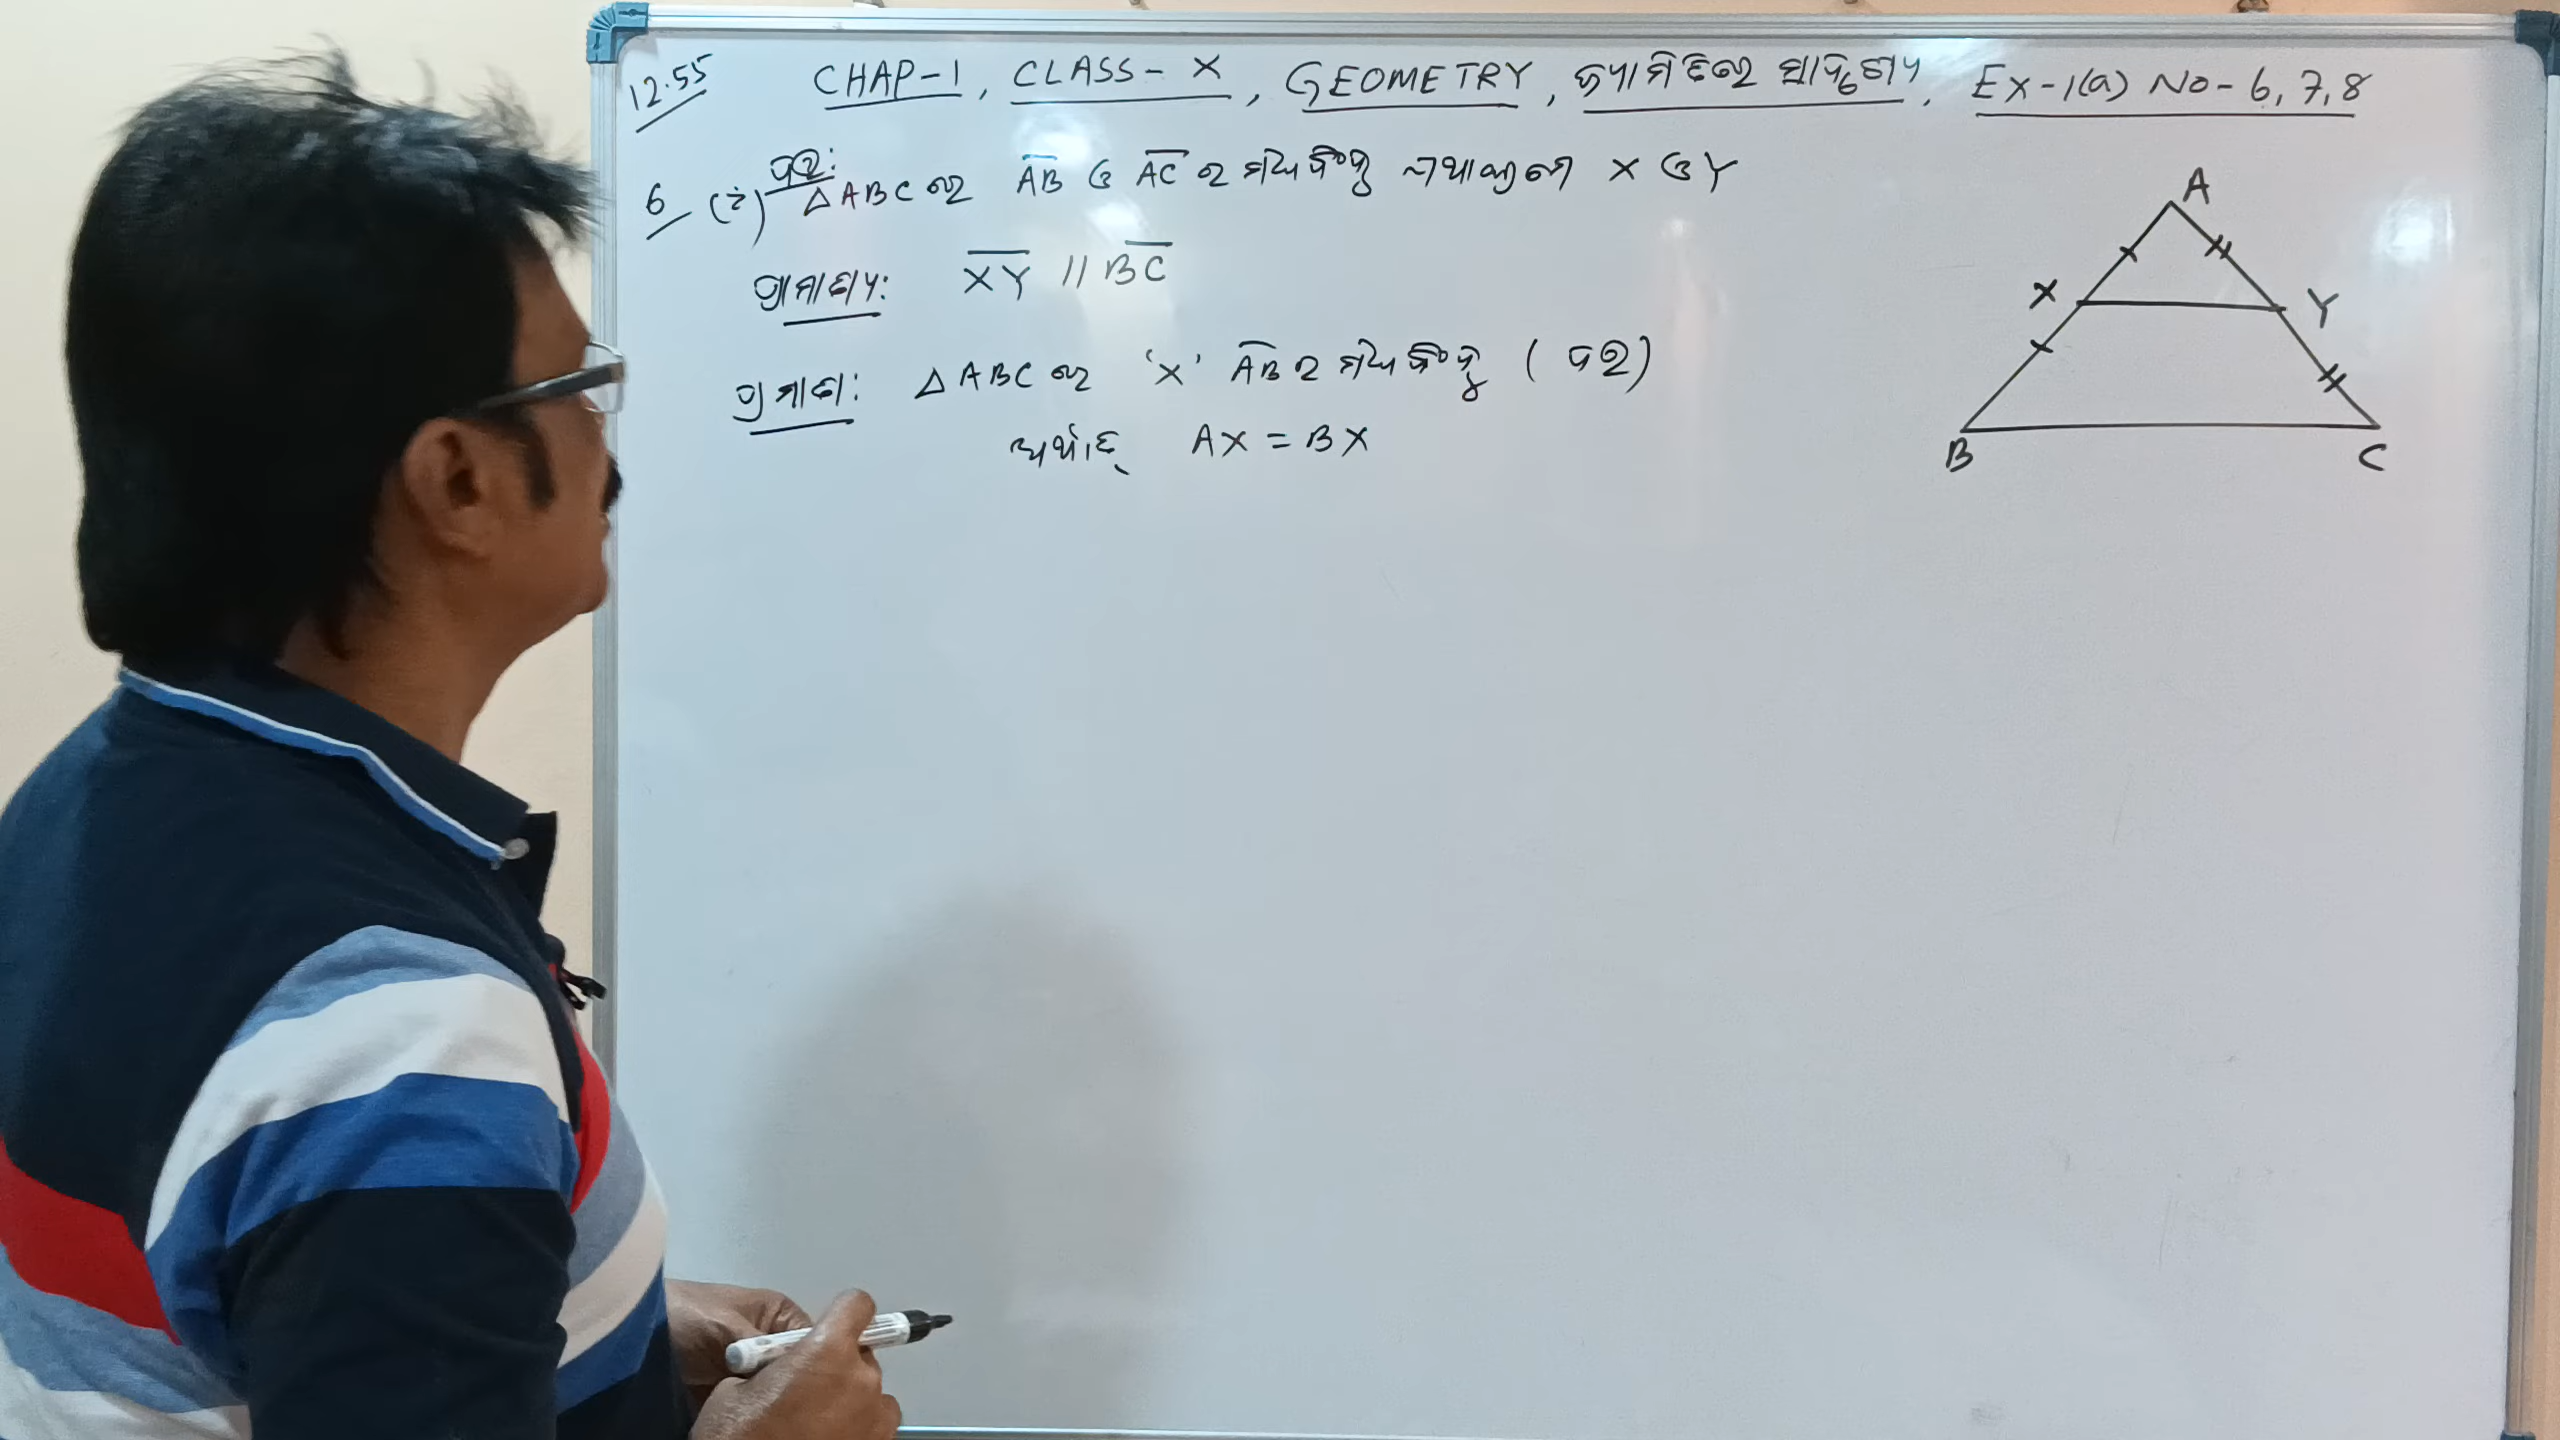 12.55 CHAP-1, CLASS- X, GEOMETRY, ଜ୍ୟାମିତିରେ ସାଦୃଶ୍ୟ, Ex-1(a) No- 6, 7, 8
6 (i) ଦତ୍ତ: △ABC ରେ AB ଓ AC ର ମଧ୍ୟବିନ୍ଦୁ ଯଥାକ୍ରମେ X ଓ Y
ପ୍ରାମାଣ୍ୟ: XY // BC
ପ୍ରମାଣ: △ABC ରେ 'X' AB ର ମଧ୍ୟବିନ୍ଦୁ (ଦତ୍ତ)
ଅର୍ଥାତ୍ AX = BX
A
X Y
B C